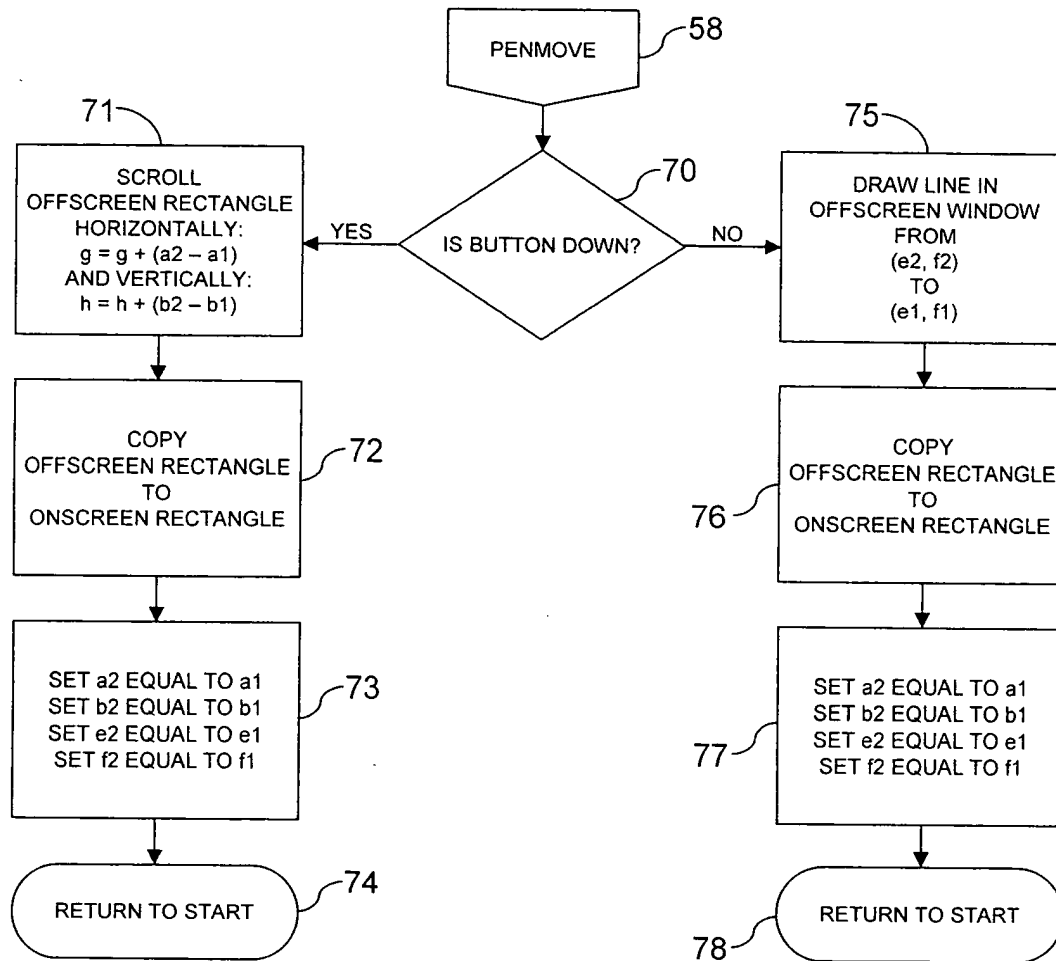 PENMOVE
58
70
IS BUTTON DOWN?
YES
NO
71
SCROLL
OFFSCREEN RECTANGLE
HORIZONTALLY:
g = g + (a2 – a1)
AND VERTICALLY:
h = h + (b2 – b1)
COPY
OFFSCREEN RECTANGLE
TO
ONSCREEN RECTANGLE
72
SET a2 EQUAL TO a1
SET b2 EQUAL TO b1
SET e2 EQUAL TO e1
SET f2 EQUAL TO f1
73
RETURN TO START
74
75
DRAW LINE IN
OFFSCREEN WINDOW
FROM
(e2, f2)
TO
(e1, f1)
COPY
OFFSCREEN RECTANGLE
TO
ONSCREEN RECTANGLE
76
SET a2 EQUAL TO a1
SET b2 EQUAL TO b1
SET e2 EQUAL TO e1
SET f2 EQUAL TO f1
77
RETURN TO START
78